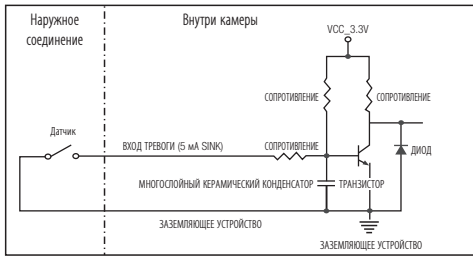 Наружное
соединение
Внутри камеры
VCC_3.3V
СОПРОТИВЛЕНИЕ
СОПРОТИВЛЕНИЕ
Датчик
ВХОД ТРЕВОГИ (5 мА SINK)
СОПРОТИВЛЕНИЕ
ДИОД
МНОГОСЛОЙНЫЙ КЕРАМИЧЕСКИЙ КОНДЕНСАТОР
ТРАНЗИСТОР
ЗАЗЕМЛЯЮЩЕЕ УСТРОЙСТВО
ЗАЗЕМЛЯЮЩЕЕ УСТРОЙСТВО